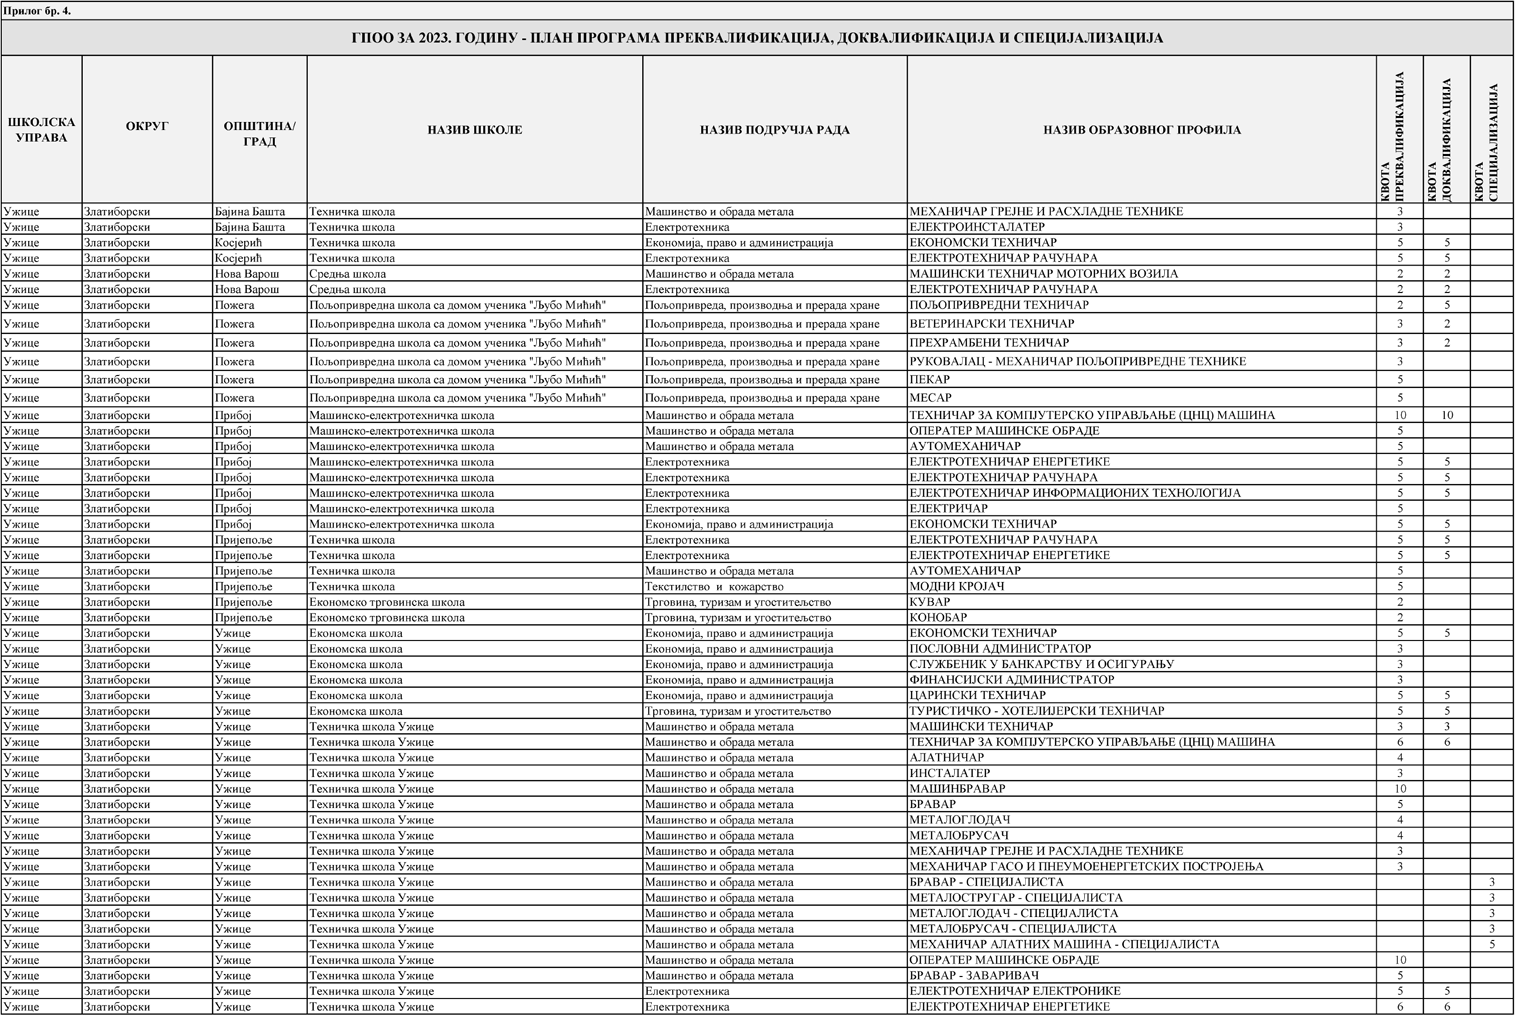 Прилог бр. 4.
ГПОО ЗА 2023. ГОДИНУ - ПЛАН ПРОГРАМА ПРЕКВАЛИФИКАЦИЈА, ДОКВАЛИФИКАЦИЈА И СПЕЦИЈАЛИЗАЦИЈА
ШКОЛСКА УПРАВА ОКРУГ ОПШТИНА/ ГРАД НАЗИВ ШКОЛЕ НАЗИВ ПОДРУЧЈА РАДА НАЗИВ ОБРАЗОВНОГ ПРОФИЛА КВОТА ПРЕКВАЛИФИКАЦИЈА КВОТА ДОКВАЛИФИКАЦИЈА КВОТА СПЕЦИЈАЛИЗАЦИЈА
Ужице Златиборски Бајина Башта Техничка школа Машинство и обрада метала МЕХАНИЧАР ГРЕЈНЕ И РАСХЛАДНЕ ТЕХНИКЕ 3
Ужице Златиборски Бајина Башта Техничка школа Електротехника ЕЛЕКТРОИНСТАЛАТЕР 3
Ужице Златиборски Косјерић Техничка школа Економија, право и администрација ЕКОНОМСКИ ТЕХНИЧАР 5 5
Ужице Златиборски Косјерић Техничка школа Електротехника ЕЛЕКТРОТЕХНИЧАР РАЧУНАРА 5 5
Ужице Златиборски Нова Варош Средња школа Машинство и обрада метала МАШИНСКИ ТЕХНИЧАР МОТОРНИХ ВОЗИЛА 2 2
Ужице Златиборски Нова Варош Средња школа Електротехника ЕЛЕКТРОТЕХНИЧАР РАЧУНАРА 2 2
Ужице Златиборски Пожега Пољопривредна школа са домом ученика "Љубо Мићић" Пољопривреда, производња и прерада хране ПОЉОПРИВРЕДНИ ТЕХНИЧАР 2 5
Ужице Златиборски Пожега Пољопривредна школа са домом ученика "Љубо Мићић" Пољопривреда, производња и прерада хране ВЕТЕРИНАРСКИ ТЕХНИЧАР 3 2
Ужице Златиборски Пожега Пољопривредна школа са домом ученика "Љубо Мићић" Пољопривреда, производња и прерада хране ПРЕХРАМБЕНИ ТЕХНИЧАР 3 2
Ужице Златиборски Пожега Пољопривредна школа са домом ученика "Љубо Мићић" Пољопривреда, производња и прерада хране РУКОВАЛАЦ - МЕХАНИЧАР ПОЉОПРИВРЕДНЕ ТЕХНИКЕ 3
Ужице Златиборски Пожега Пољопривредна школа са домом ученика "Љубо Мићић" Пољопривреда, производња и прерада хране ПЕКАР 5
Ужице Златиборски Пожега Пољопривредна школа са домом ученика "Љубо Мићић" Пољопривреда, производња и прерада хране МЕСАР 5
Ужице Златиборски Прибој Машинско-електротехничка школа Машинство и обрада метала ТЕХНИЧАР ЗА КОМПЈУТЕРСКО УПРАВЉАЊЕ (ЦНЦ) МАШИНА 10 10
Ужице Златиборски Прибој Машинско-електротехничка школа Машинство и обрада метала ОПЕРАТЕР МАШИНСКЕ ОБРАДЕ 5
Ужице Златиборски Прибој Машинско-електротехничка школа Машинство и обрада метала АУТОМЕХАНИЧАР 5
Ужице Златиборски Прибој Машинско-електротехничка школа Електротехника ЕЛЕКТРОТЕХНИЧАР ЕНЕРГЕТИКЕ 5 5
Ужице Златиборски Прибој Машинско-електротехничка школа Електротехника ЕЛЕКТРОТЕХНИЧАР РАЧУНАРА 5 5
Ужице Златиборски Прибој Машинско-електротехничка школа Електротехника ЕЛЕКТРОТЕХНИЧАР ИНФОРМАЦИОНИХ ТЕХНОЛОГИЈА 5 5
Ужице Златиборски Прибој Машинско-електротехничка школа Електротехника ЕЛЕКТРИЧАР 5
Ужице Златиборски Прибој Машинско-електротехничка школа Економија, право и администрација ЕКОНОМСКИ ТЕХНИЧАР 5 5
Ужице Златиборски Пријепоље Техничка школа Електротехника ЕЛЕКТРОТЕХНИЧАР РАЧУНАРА 5 5
Ужице Златиборски Пријепоље Техничка школа Електротехника ЕЛЕКТРОТЕХНИЧАР ЕНЕРГЕТИКЕ 5 5
Ужице Златиборски Пријепоље Техничка школа Машинство и обрада метала АУТОМЕХАНИЧАР 5
Ужице Златиборски Пријепоље Техничка школа Текстилство и кожарство МОДНИ КРОЈАЧ 5
Ужице Златиборски Пријепоље Економско трговинска школа Трговина, туризам и угоститељство КУВАР 2
Ужице Златиборски Пријепоље Економско трговинска школа Трговина, туризам и угоститељство КОНОБАР 2
Ужице Златиборски Ужице Економска школа Економија, право и администрација ЕКОНОМСКИ ТЕХНИЧАР 5 5
Ужице Златиборски Ужице Економска школа Економија, право и администрација ПОСЛОВНИ АДМИНИСТРАТОР 3
Ужице Златиборски Ужице Економска школа Економија, право и администрација СЛУЖБЕНИК У БАНКАРСТВУ И ОСИГУРАЊУ 3
Ужице Златиборски Ужице Економска школа Економија, право и администрација ФИНАНСИЈСКИ АДМИНИСТРАТОР 3
Ужице Златиборски Ужице Економска школа Економија, право и администрација ЦАРИНСКИ ТЕХНИЧАР 5 5
Ужице Златиборски Ужице Економска школа Трговина, туризам и угоститељство ТУРИСТИЧКО - ХОТЕЛИЈЕРСКИ ТЕХНИЧАР 5 5
Ужице Златиборски Ужице Техничка школа Ужице Машинство и обрада метала МАШИНСКИ ТЕХНИЧАР 3 3
Ужице Златиборски Ужице Техничка школа Ужице Машинство и обрада метала ТЕХНИЧАР ЗА КОМПЈУТЕРСКО УПРАВЉАЊЕ (ЦНЦ) МАШИНА 6 6
Ужице Златиборски Ужице Техничка школа Ужице Машинство и обрада метала АЛАТНИЧАР 4
Ужице Златиборски Ужице Техничка школа Ужице Машинство и обрада метала ИНСТАЛАТЕР 3
Ужице Златиборски Ужице Техничка школа Ужице Машинство и обрада метала МАШИНБРАВАР 10
Ужице Златиборски Ужице Техничка школа Ужице Машинство и обрада метала БРАВАР 5
Ужице Златиборски Ужице Техничка школа Ужице Машинство и обрада метала МЕТАЛОГЛОДАЧ 4
Ужице Златиборски Ужице Техничка школа Ужице Машинство и обрада метала МЕТАЛОБРУСАЧ 4
Ужице Златиборски Ужице Техничка школа Ужице Машинство и обрада метала МЕХАНИЧАР ГРЕЈНЕ И РАСХЛАДНЕ ТЕХНИКЕ 3
Ужице Златиборски Ужице Техничка школа Ужице Машинство и обрада метала МЕХАНИЧАР ГАСО И ПНЕУМОЕНЕРГЕТСКИХ ПОСТРОЈЕЊА 3
Ужице Златиборски Ужице Техничка школа Ужице Машинство и обрада метала БРАВАР - СПЕЦИЈАЛИСТА 3
Ужице Златиборски Ужице Техничка школа Ужице Машинство и обрада метала МЕТАЛОСТРУГАР - СПЕЦИЈАЛИСТА 3
Ужице Златиборски Ужице Техничка школа Ужице Машинство и обрада метала МЕТАЛОГЛОДАЧ - СПЕЦИЈАЛИСТА 3
Ужице Златиборски Ужице Техничка школа Ужице Машинство и обрада метала МЕТАЛОБРУСАЧ - СПЕЦИЈАЛИСТА 3
Ужице Златиборски Ужице Техничка школа Ужице Машинство и обрада метала МЕХАНИЧАР АЛАТНИХ МАШИНА - СПЕЦИЈАЛИСТА 5
Ужице Златиборски Ужице Техничка школа Ужице Машинство и обрада метала ОПЕРАТЕР МАШИНСКЕ ОБРАДЕ 10
Ужице Златиборски Ужице Техничка школа Ужице Машинство и обрада метала БРАВАР - ЗАВАРИВАЧ 5
Ужице Златиборски Ужице Техничка школа Ужице Електротехника ЕЛЕКТРОТЕХНИЧАР ЕЛЕКТРОНИКЕ 5 5
Ужице Златиборски Ужице Техничка школа Ужице Електротехника ЕЛЕКТРОТЕХНИЧАР ЕНЕРГЕТИКЕ 6 6